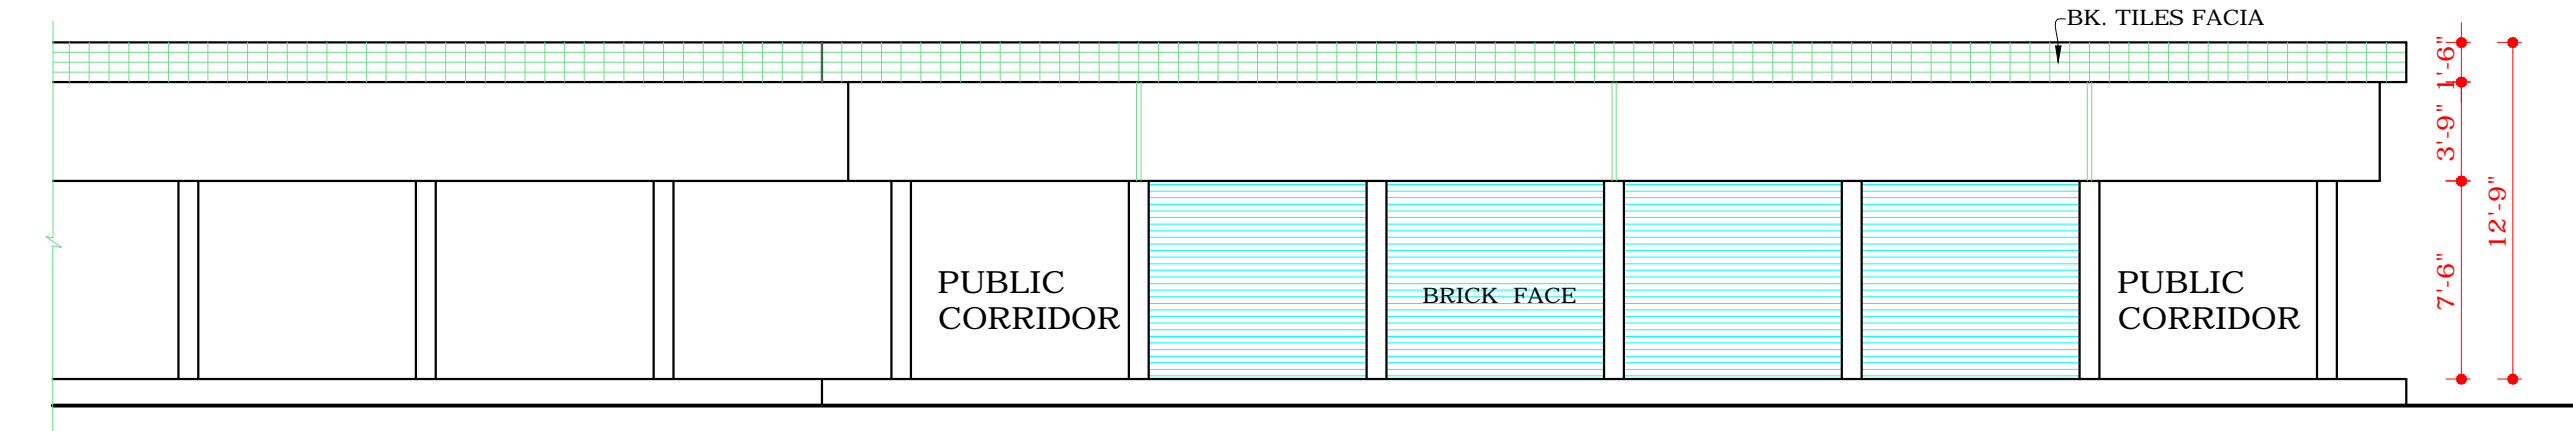 BK. TILES FACIA
1'-6"
3'-9"
12'-9"
7'-6"
PUBLIC
CORRIDOR
BRICK FACE
PUBLIC
CORRIDOR